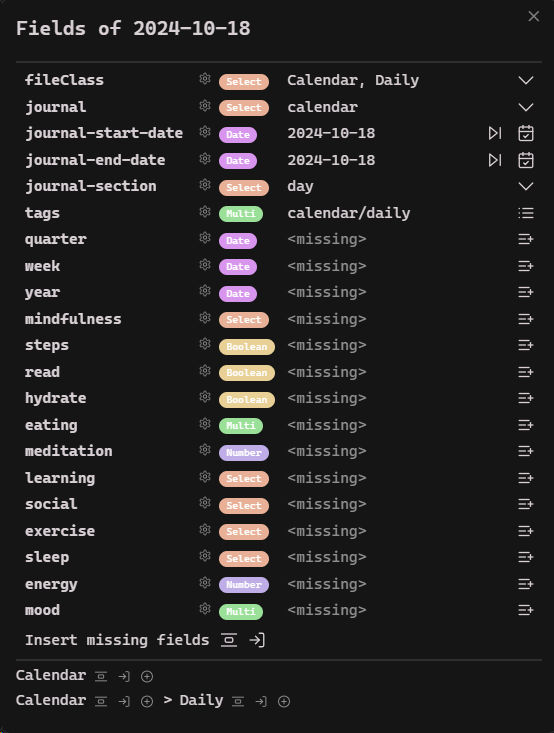 Fields of 2024-10-18
fileClass Select Calendar, Daily
journal Select calendar
journal-start-date Date 2024-10-18
journal-end-date Date 2024-10-18
journal-section Select day
tags Multi calendar/daily
quarter Date <missing>
week Date <missing>
year Date <missing>
mindfulness Select <missing>
steps Boolean <missing>
read Boolean <missing>
hydrate Boolean <missing>
eating Multi <missing>
meditation Number <missing>
learning Select <missing>
social Select <missing>
exercise Select <missing>
sleep Select <missing>
energy Number <missing>
mood Multi <missing>
Insert missing fields
Calendar
Calendar > Daily